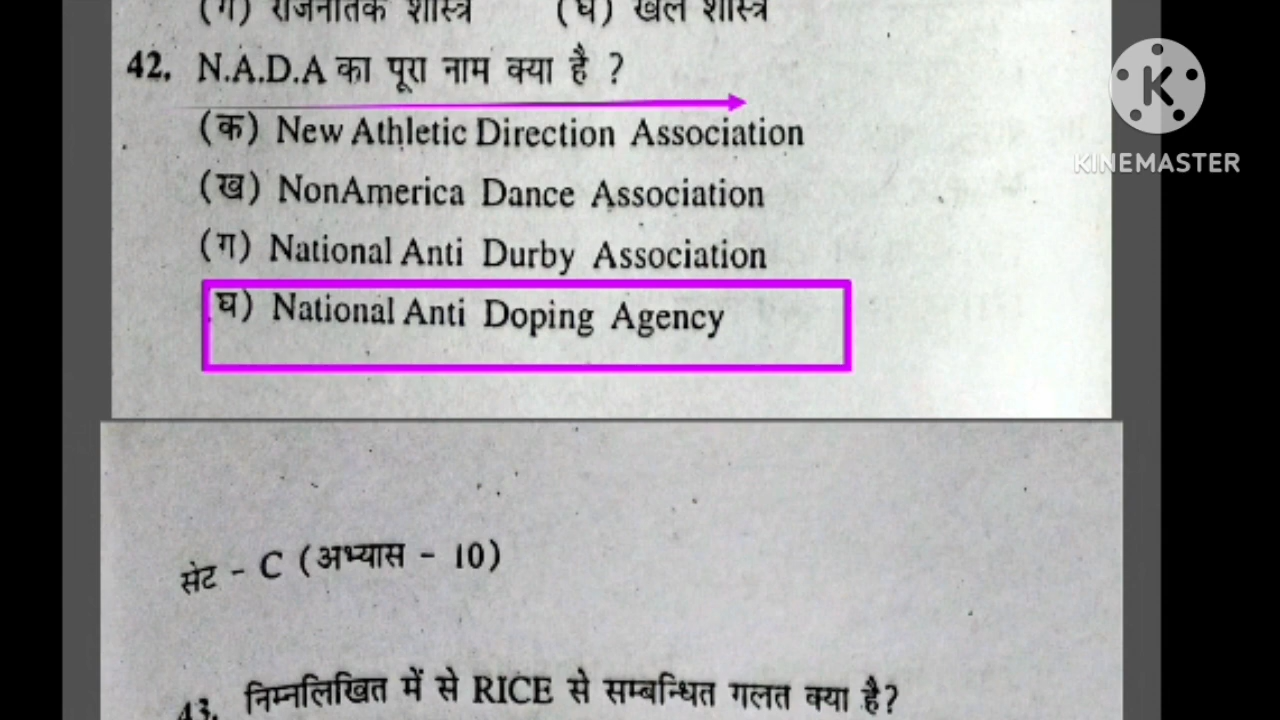 (ग) राजनीतिक शास्त्र (घ) खेल शास्त्र
42. N.A.D.A का पूरा नाम क्या है ?
(क) New Athletic Direction Association
(ख) NonAmerica Dance Association
(ग) National Anti Durby Association
घ) National Anti Doping Agency
सेट - C (अभ्यास - 10)
43. निम्नलिखित में से RICE से सम्बन्धित गलत क्या है?
K
KINEMASTER